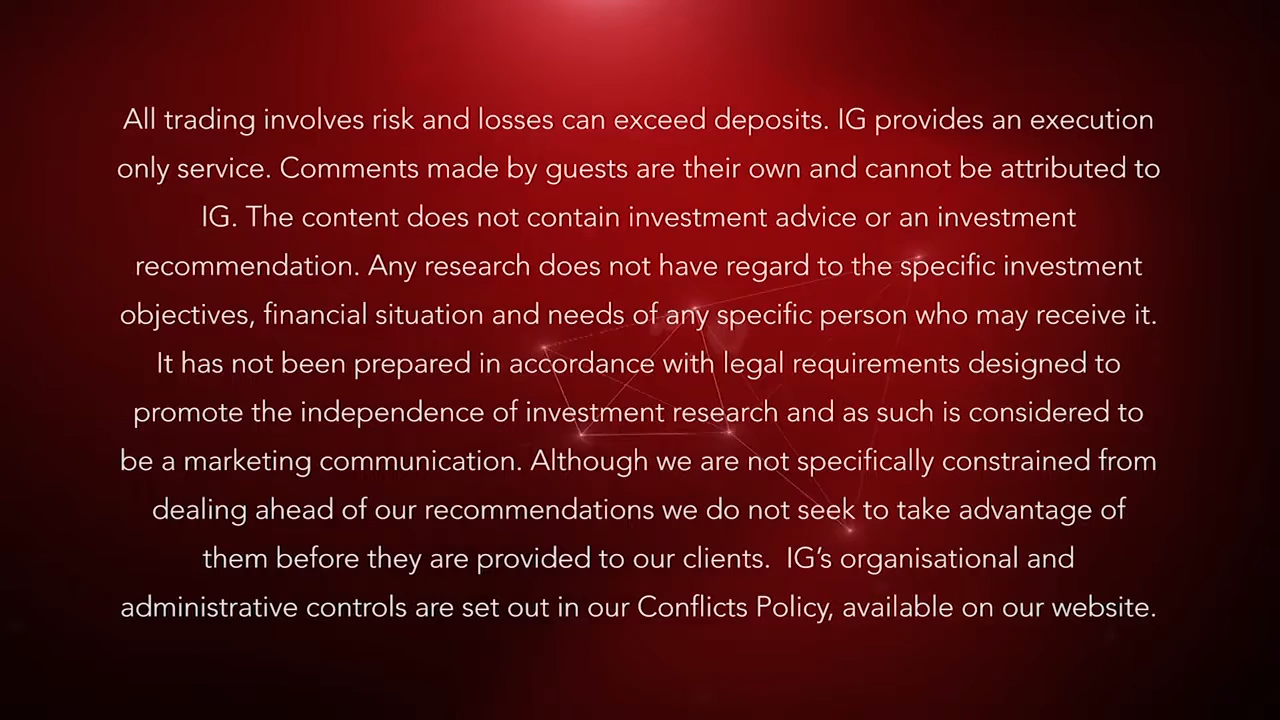 All trading involves risk and losses can exceed deposits. IG provides an execution
only service. Comments made by guests are their own and cannot be attributed to
IG. The content does not contain investment advice or an investment
recommendation. Any research does not have regard to the specific investment
objectives, financial situation and needs of any specific person who may receive it.
It has not been prepared in accordance with legal requirements designed to
promote the independence of investment research and as such is considered to
be a marketing communication. Although we are not specifically constrained from
dealing ahead of our recommendations we do not seek to take advantage of
them before they are provided to our clients.  IG’s organisational and
administrative controls are set out in our Conflicts Policy, available on our website.